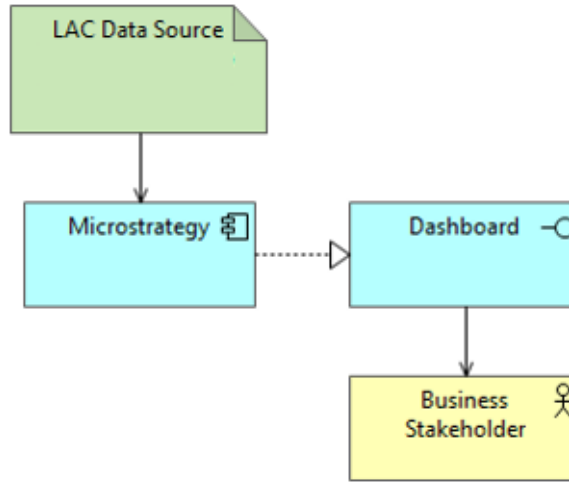 LAC Data Source
Microstrategy
Dashboard
Business
Stakeholder